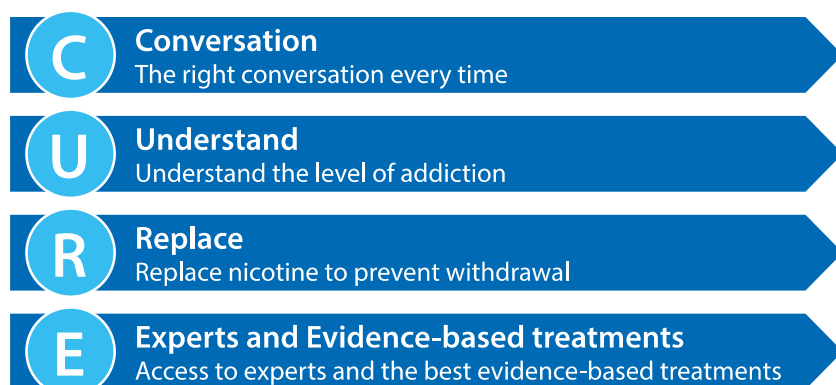 C
Conversation
The right conversation every time
U
Understand
Understand the level of addiction
R
Replace
Replace nicotine to prevent withdrawal
E
Experts and Evidence-based treatments
Access to experts and the best evidence-based treatments